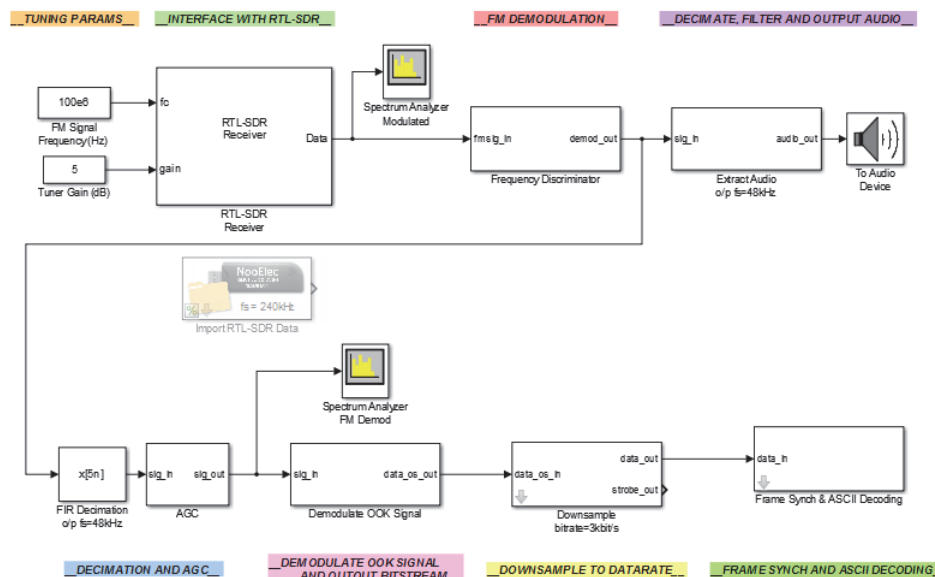 __TUNING PARAMS__
__INTERFACE WITH RTL-SDR__
__FM DEMODULATION__
__DECIMATE, FILTER AND OUTPUT AUDIO__
100e6
FM Signal
Frequency(Hz)
5
Tuner Gain (dB)
fc
gain
RTL-SDR
Receiver
Data
RTL-SDR
Receiver
Spectrum Analyzer
Modulated
fmsig_in
demod_out
Frequency Discriminator
sig_in
audio_out
Extract Audio
o/p fs=48kHz
To Audio
Device
NooElec
fs = 240kHz
Import RTL-SDR Data
Spectrum Analyzer
FM Demod
x[5n]
FIR Decimation
o/p fs=48kHz
sig_in
sig_out
AGC
sig_in
data_os_out
Demodulate OOK Signal
data_os_in
data_out
strobe_out
Downsample
bitrate=3kbit/s
data_in
Frame Synch & ASCII Decoding
__DECIMATION AND AGC__
__DEMODULATE OOK SIGNAL
AND OUTOUT BITSTREAM__
__DOWNSAMPLE TO DATARATE__
__FRAME SYNCH AND ASCII DECODING__